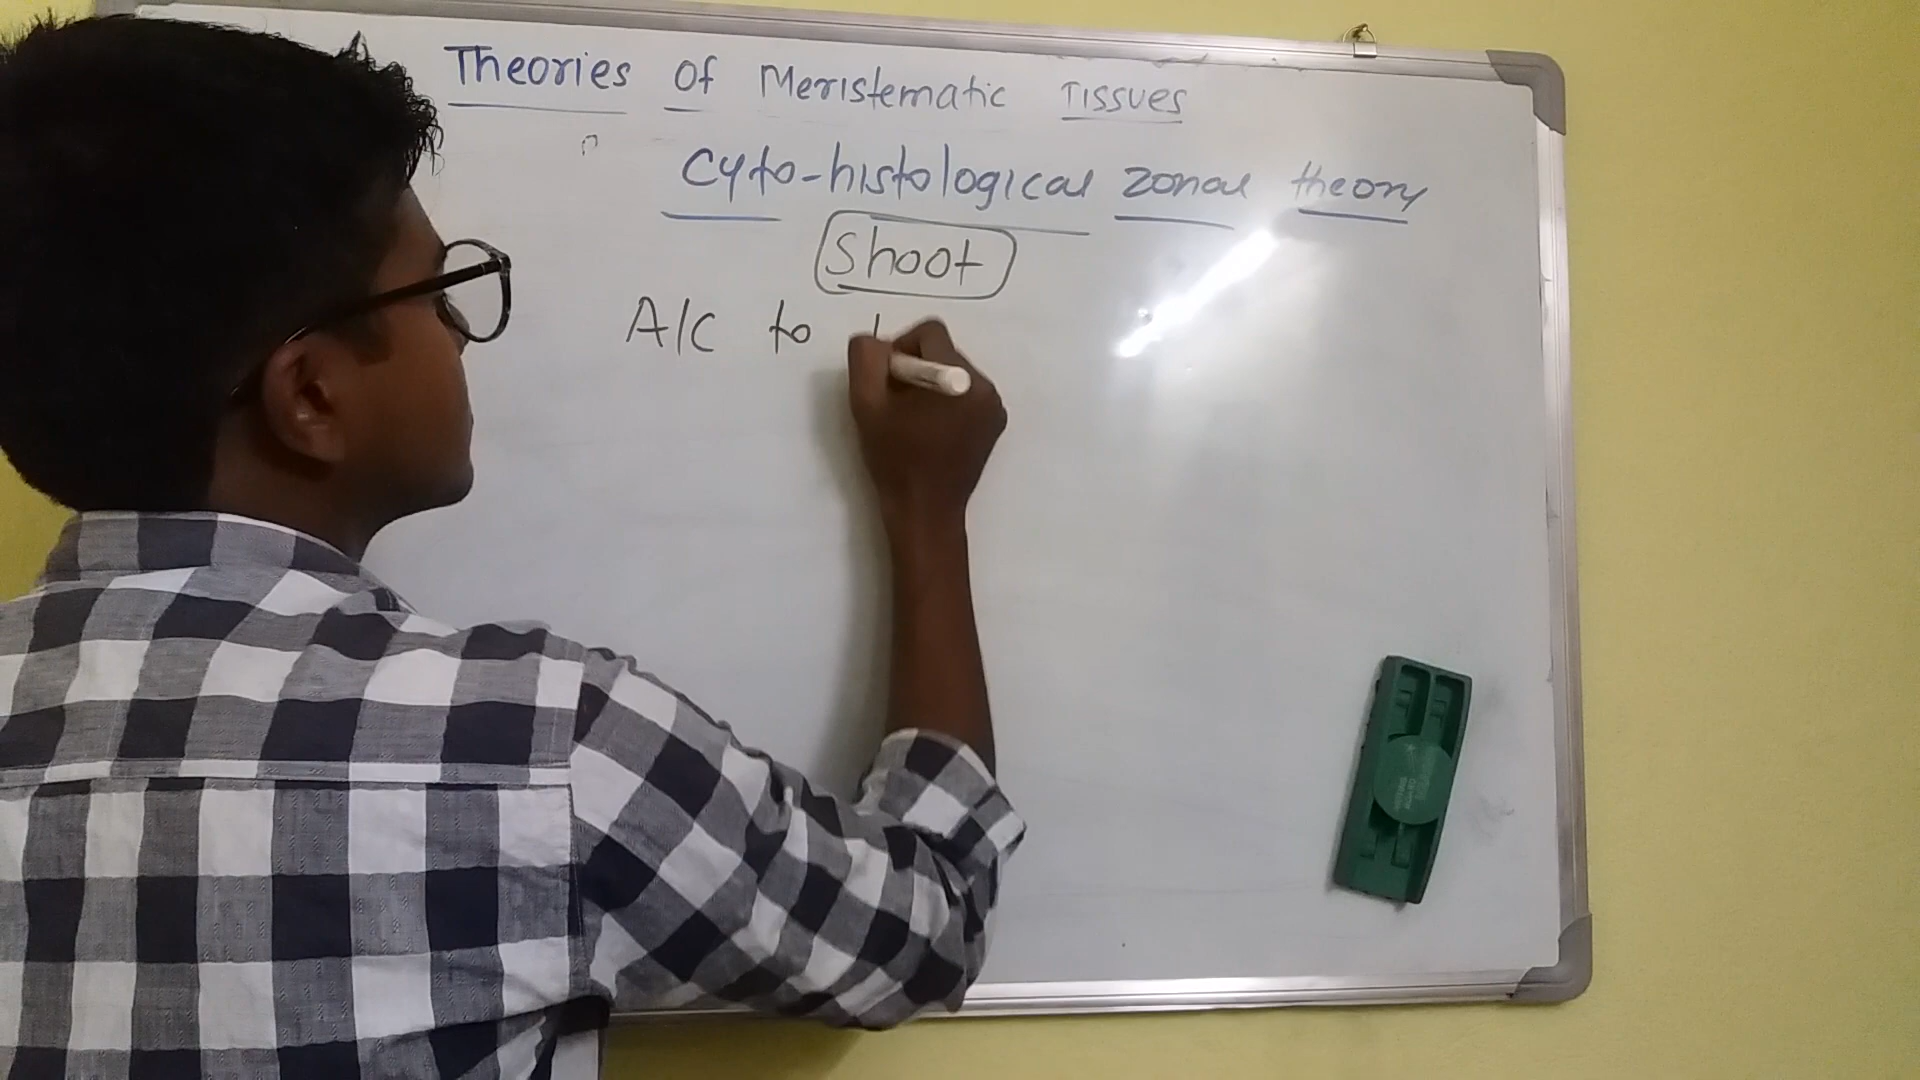 Theories Of Meristematic Tissues
Cyto-histological zonal theory
Shoot
A/C to